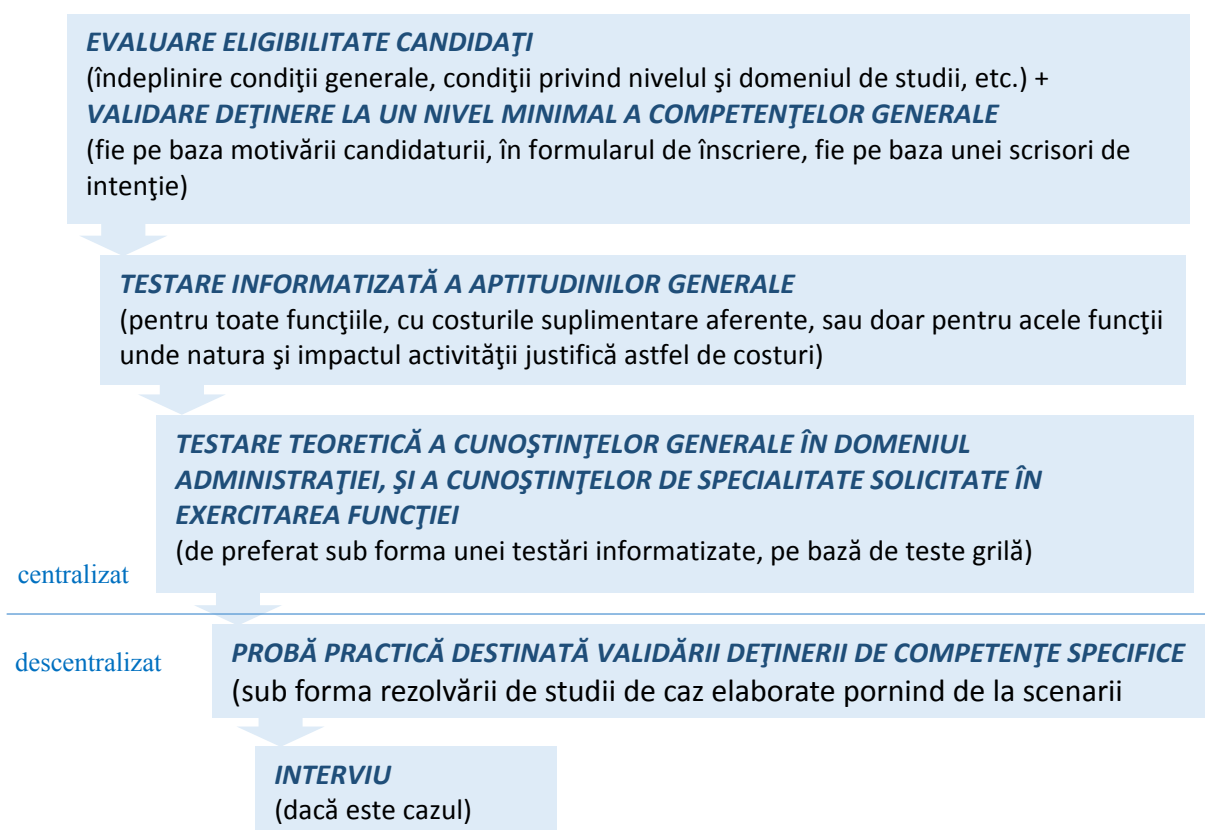 EVALUARE ELIGIBILITATE CANDIDAŢI
(îndeplinire condiţii generale, condiţii privind nivelul şi domeniul de studii, etc.) +
VALIDARE DEŢINERE LA UN NIVEL MINIMAL A COMPETENŢELOR GENERALE
(fie pe baza motivării candidaturii, în formularul de înscriere, fie pe baza unei scrisori de
intenţie)
TESTARE INFORMATIZATĂ A APTITUDINILOR GENERALE
(pentru toate funcţiile, cu costurile suplimentare aferente, sau doar pentru acele funcţii
unde natura şi impactul activităţii justifică astfel de costuri)
TESTARE TEORETICĂ A CUNOŞTINŢELOR GENERALE ÎN DOMENIUL
ADMINISTRAŢIEI, ŞI A CUNOŞTINŢELOR DE SPECIALITATE SOLICITATE ÎN
EXERCITAREA FUNCŢIEI
(de preferat sub forma unei testări informatizate, pe bază de teste grilă)
centralizat
descentralizat
PROBĂ PRACTICĂ DESTINATĂ VALIDĂRII DEŢINERII DE COMPETENŢE SPECIFICE
(sub forma rezolvării de studii de caz elaborate pornind de la scenarii
INTERVIU
(dacă este cazul)